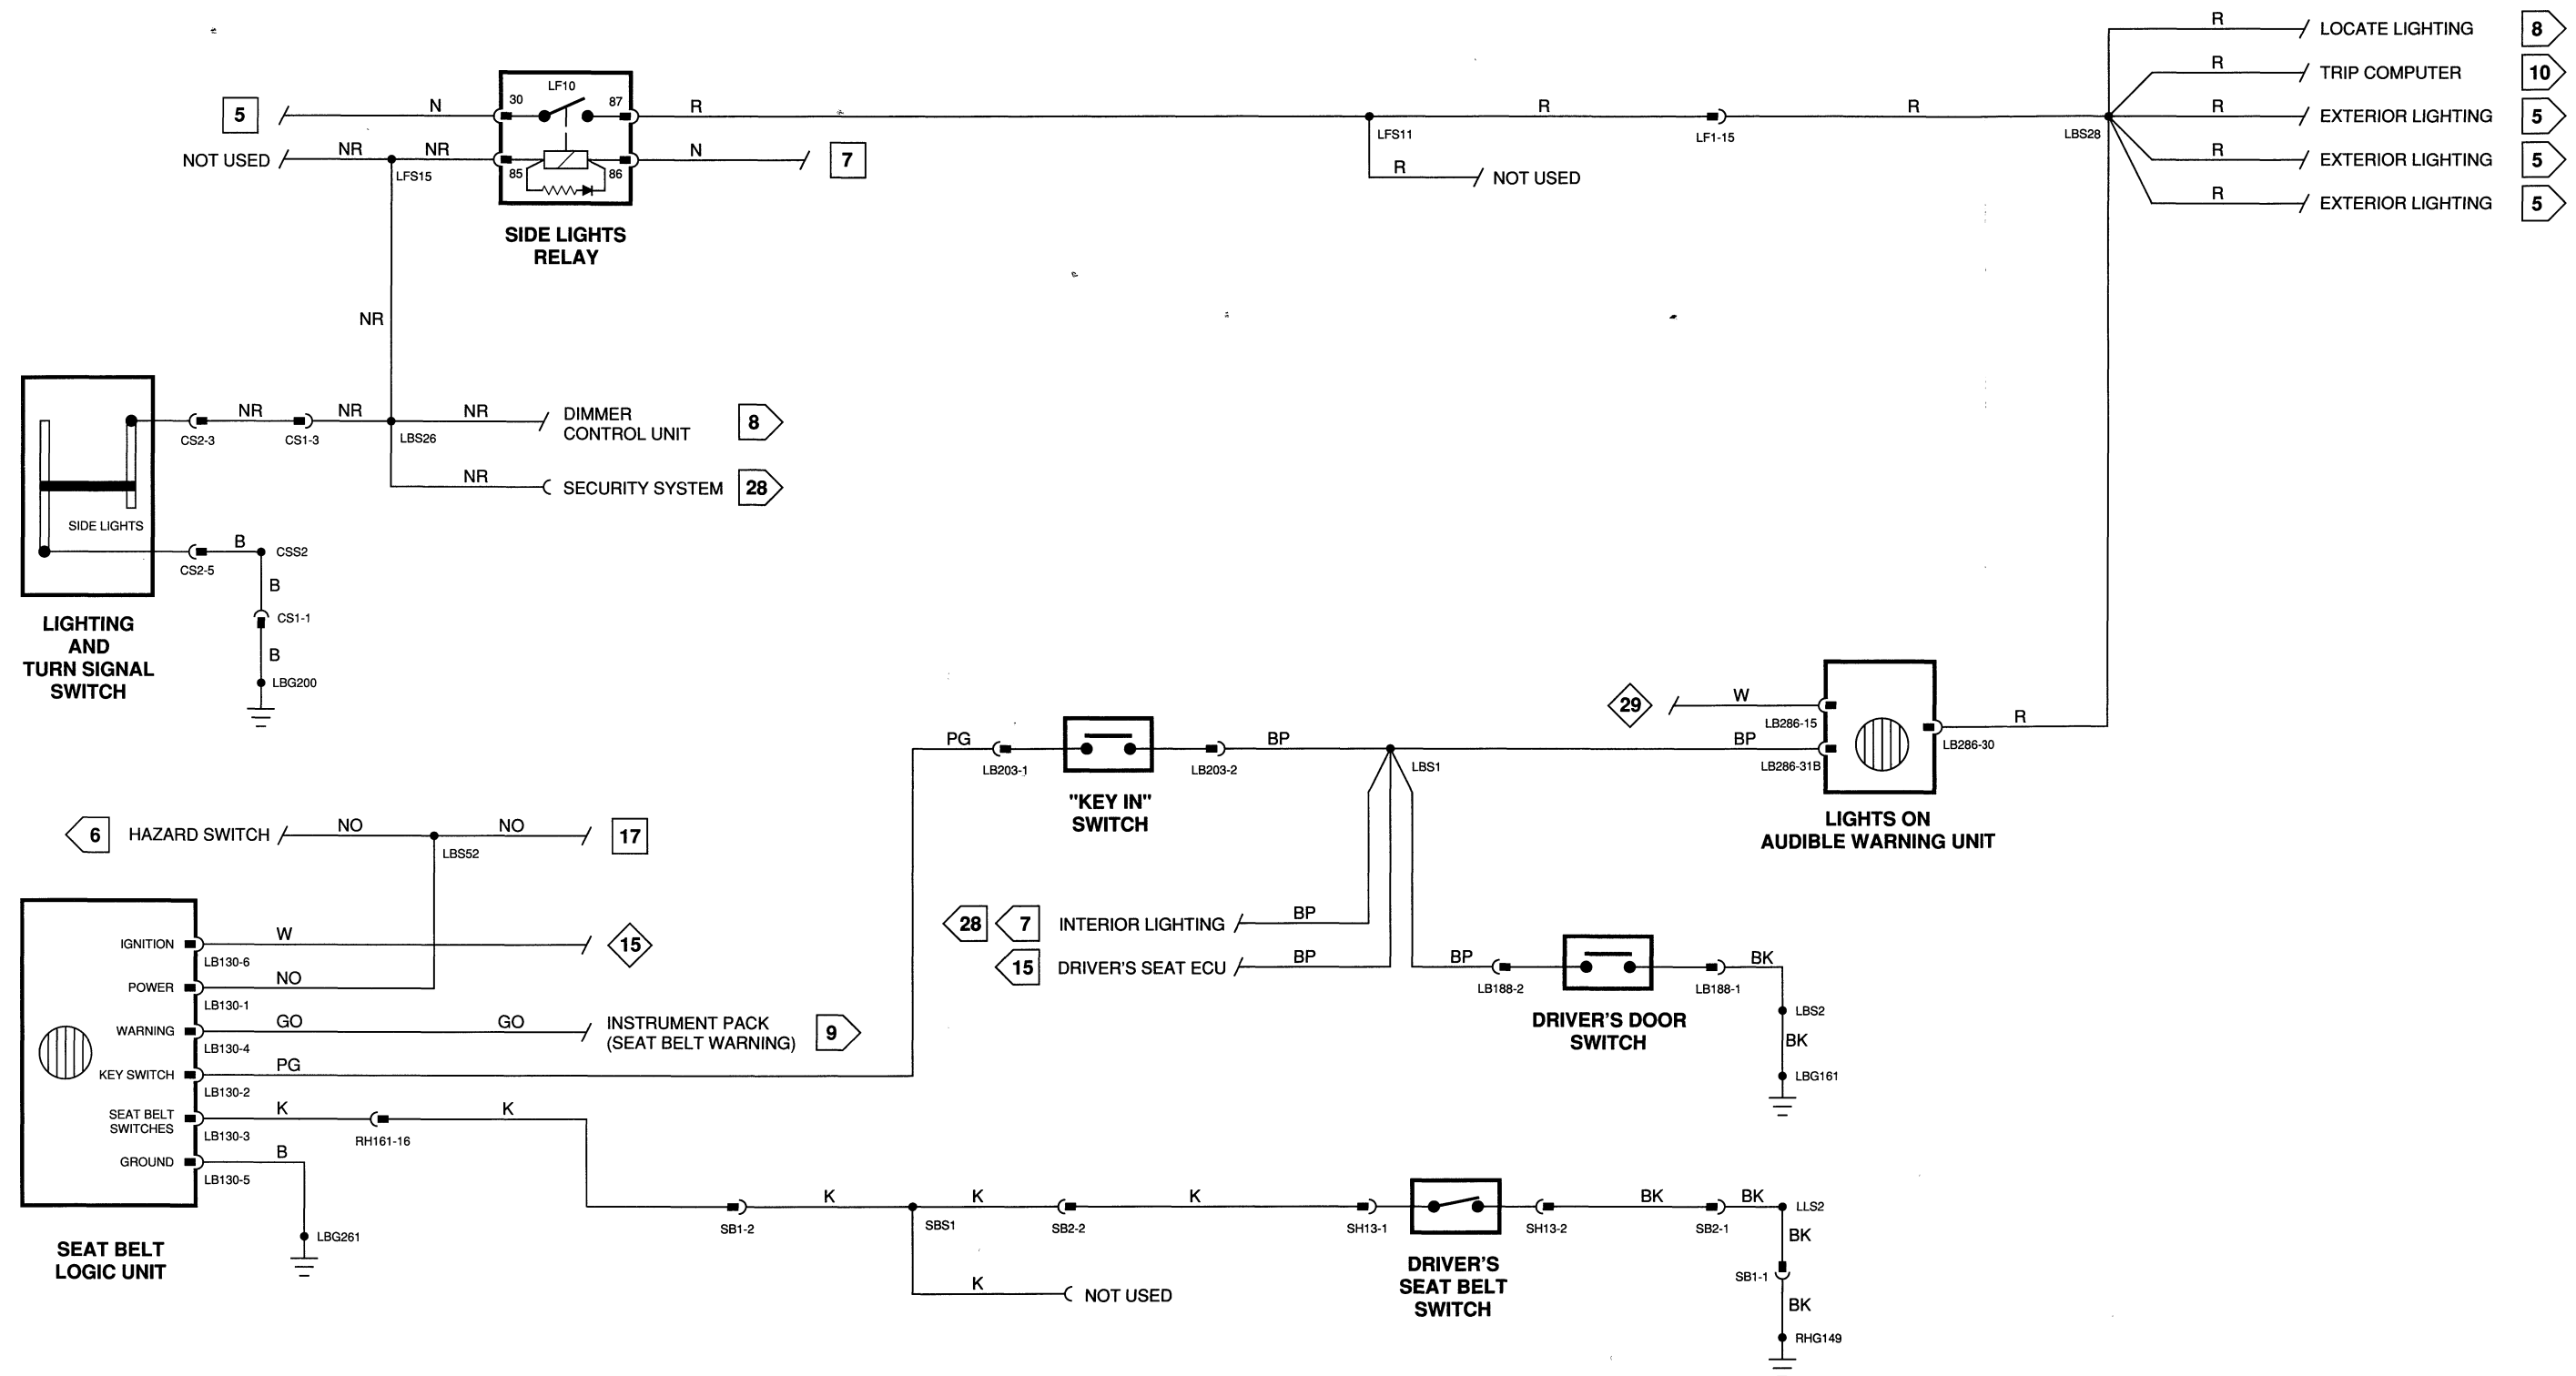 R
LOCATE LIGHTING
8
R
TRIP COMPUTER
10
R
EXTERIOR LIGHTING
5
R
EXTERIOR LIGHTING
5
R
EXTERIOR LIGHTING
5
LBS28
5
N
30
LF10
87
R
LFS11
R
LF1-15
R
R
NOT USED
NOT USED
NR
NR
LFS15
85
86
N
7
SIDE LIGHTS
RELAY
NR
NR
CS2-3
CS1-3
NR
LBS26
NR
DIMMER
CONTROL UNIT
8
NR
SECURITY SYSTEM
28
SIDE LIGHTS
CS2-5
B
CSS2
B
CS1-1
B
LBG200
LIGHTING
AND
TURN SIGNAL
SWITCH
29
W
LB286-15
BP
LB286-31B
R
LB286-30
LIGHTS ON
AUDIBLE WARNING UNIT
PG
LB203-1
LB203-2
BP
LBS1
"KEY IN"
SWITCH
6
HAZARD SWITCH
NO
NO
LBS52
17
28
7
INTERIOR LIGHTING
BP
15
DRIVER'S SEAT ECU
BP
BP
LB188-2
LB188-1
BK
LBS2
BK
LBG161
DRIVER'S DOOR
SWITCH
IGNITION
LB130-6
W
15
POWER
LB130-1
NO
WARNING
LB130-4
GO
GO
INSTRUMENT PACK
(SEAT BELT WARNING)
9
KEY SWITCH
LB130-2
PG
SEAT BELT
SWITCHES
LB130-3
K
RH161-16
K
GROUND
LB130-5
B
LBG261
SEAT BELT
LOGIC UNIT
SB1-2
K
SBS1
K
SB2-2
K
SH13-1
SH13-2
BK
SB2-1
BK
LLS2
BK
SB1-1
BK
RHG149
K
NOT USED
DRIVER'S
SEAT BELT
SWITCH